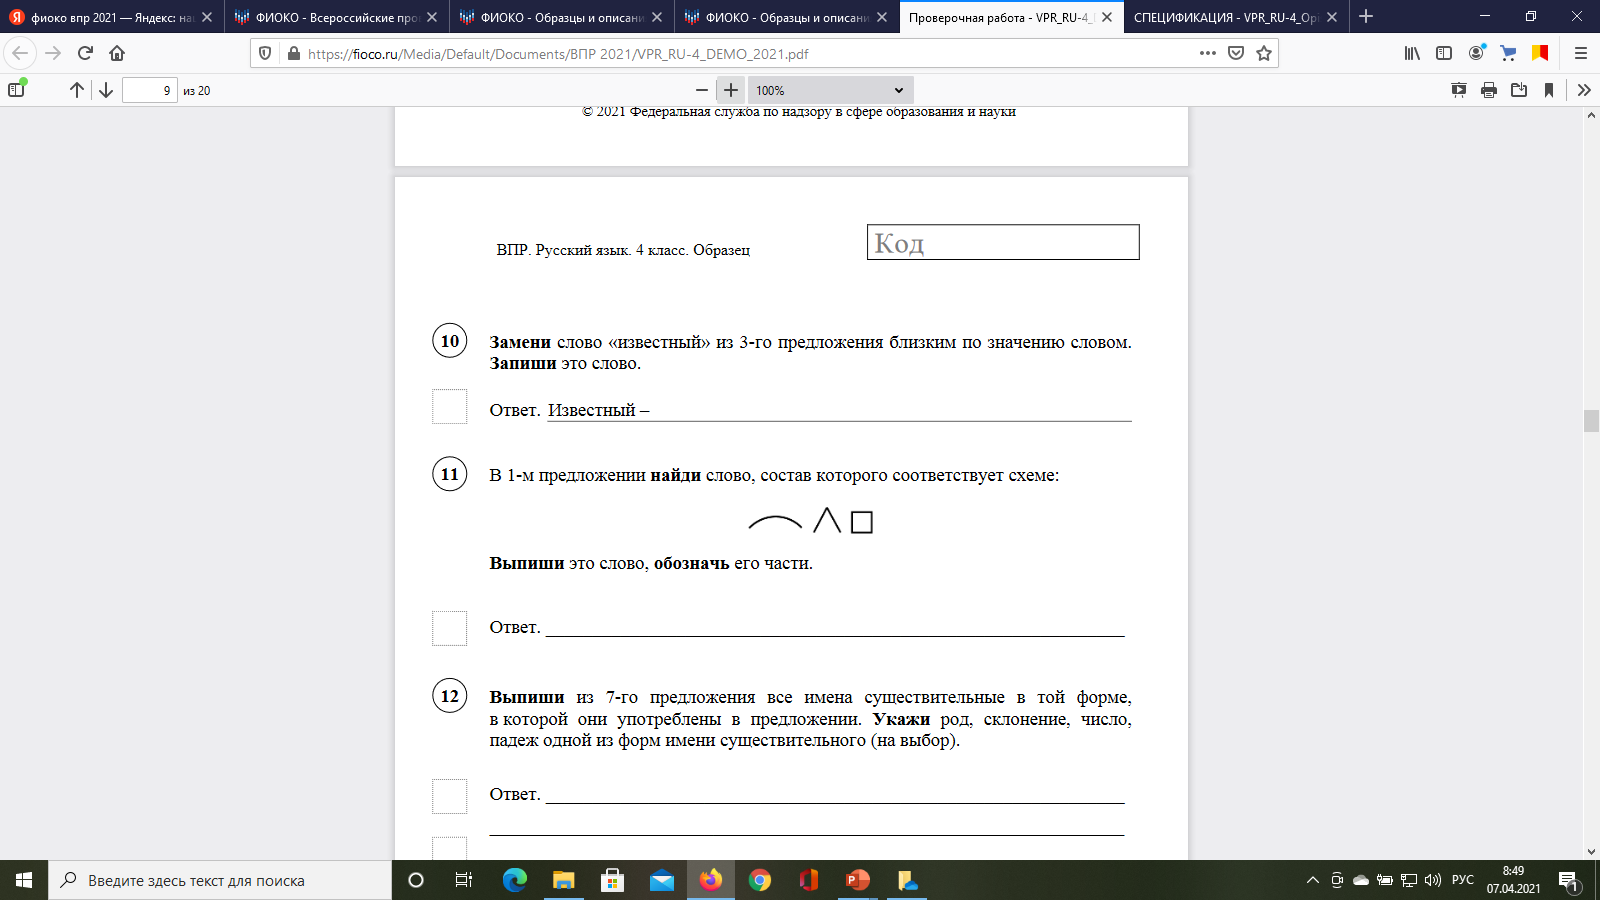 фиоко впр 2021 — Яндекс: на
ФИОКО - Всероссийские про
ФИОКО - Образцы и описани
ФИОКО - Образцы и описани
Проверочная работа - VPR_RU-4_
СПЕЦИФИКАЦИЯ - VPR_RU-4_Opi
https://fioco.ru/Media/Default/Documents/ВПР 2021/VPR_RU-4_DEMO_2021.pdf
9 из 20
100%
© 2021 Федеральная служба по надзору в сфере образования и науки
Код
ВПР. Русский язык. 4 класс. Образец
10 Замени слово «известный» из 3-го предложения близким по значению словом.
Запиши это слово.
Ответ. Известный –
11 В 1-м предложении найди слово, состав которого соответствует схеме:
Выпиши это слово, обозначь его части.
Ответ.
12 Выпиши из 7-го предложения все имена существительные в той форме,
в которой они употреблены в предложении. Укажи род, склонение, число,
падеж одной из форм имени существительного (на выбор).
Ответ.
Введите здесь текст для поиска
РУС
8:49
07.04.2021
1